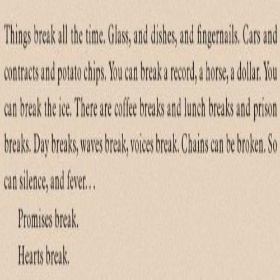 Things break all the time. Glass, and dishes, and fingernails. Cars and
contracts and potato chips. You can break a record, a horse, a dollar. You
can break the ice. There are coffee breaks and lunch breaks and prison
breaks. Day breaks, waves break, voices break. Chains can be broken. So
can silence, and fever…
Promises break.
Hearts break.